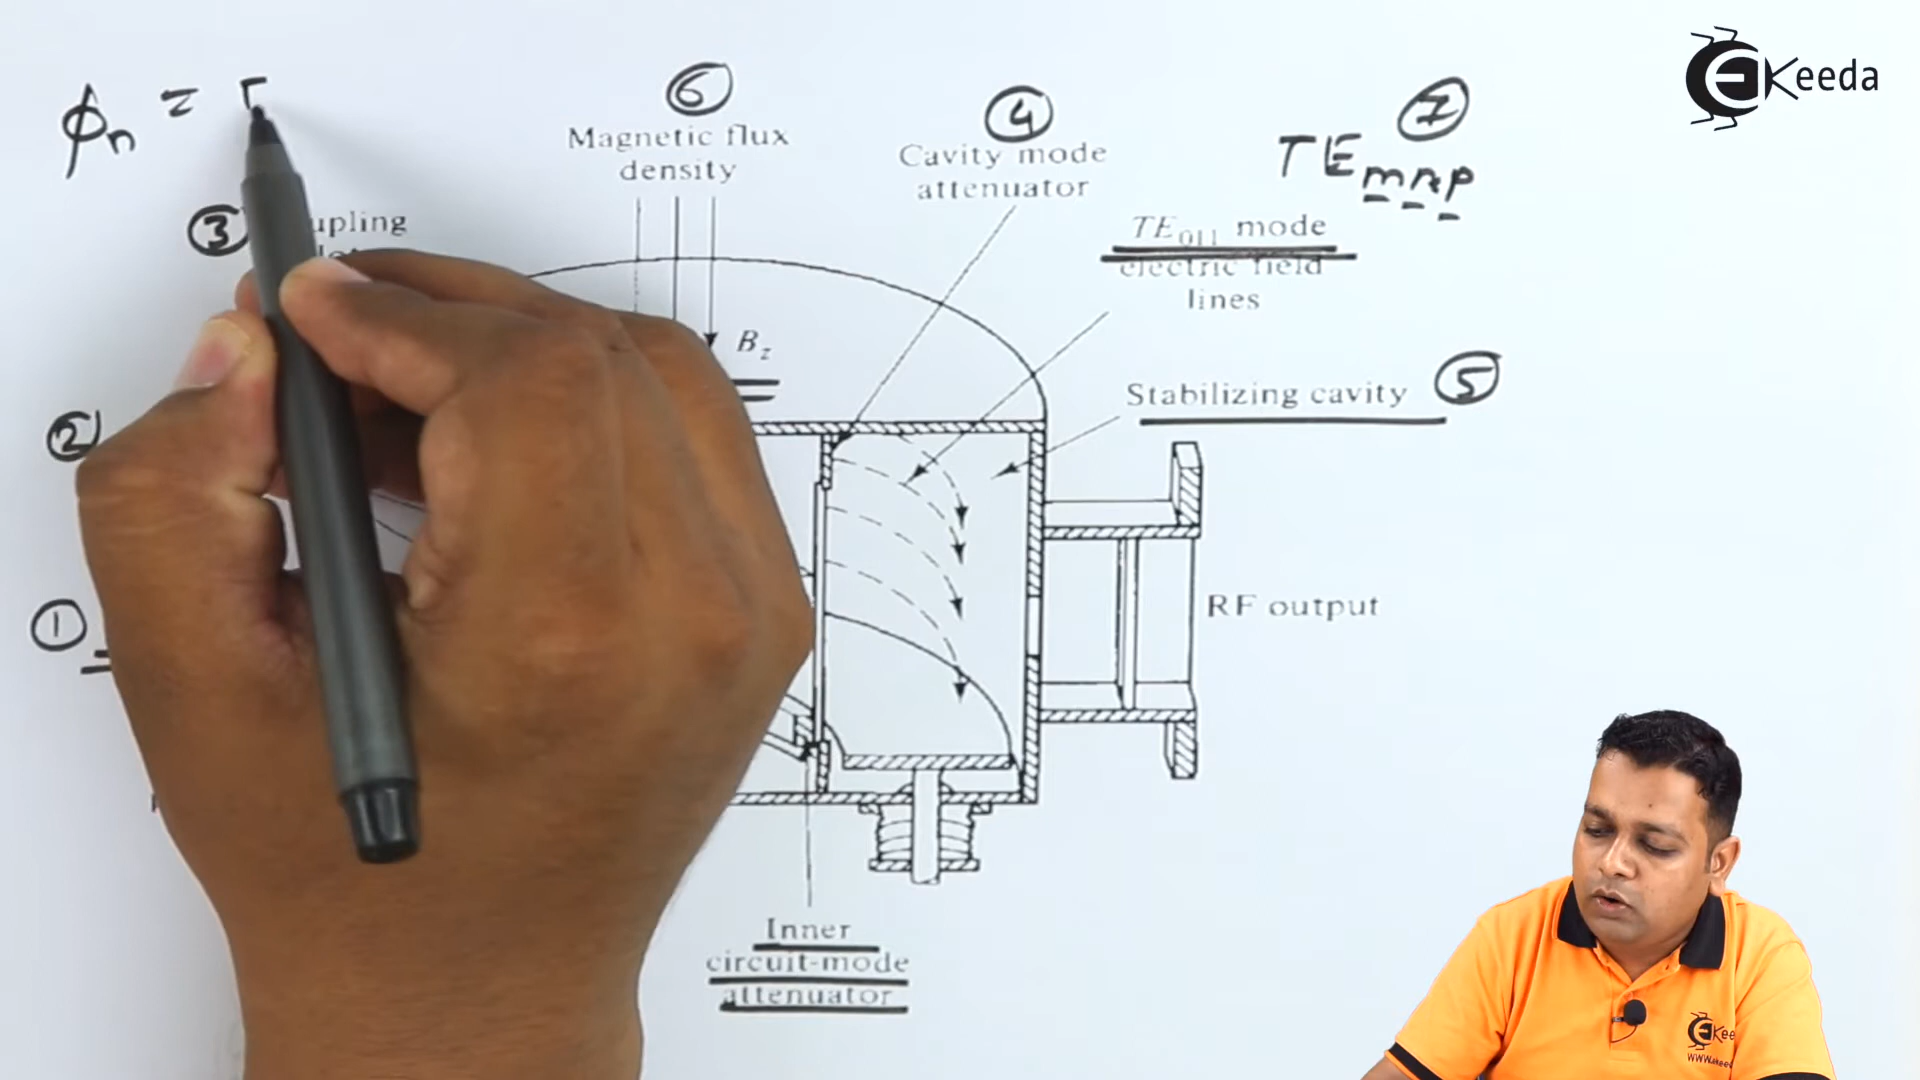 EKeeda
ϕn =
6
Magnetic flux
density
4
Cavity mode
attenuator
7
TEmnp
3
upling
TE011 mode
electric field
lines
Bz
Stabilizing cavity 5
2
1
RF output
Inner
circuit-mode
attenuator